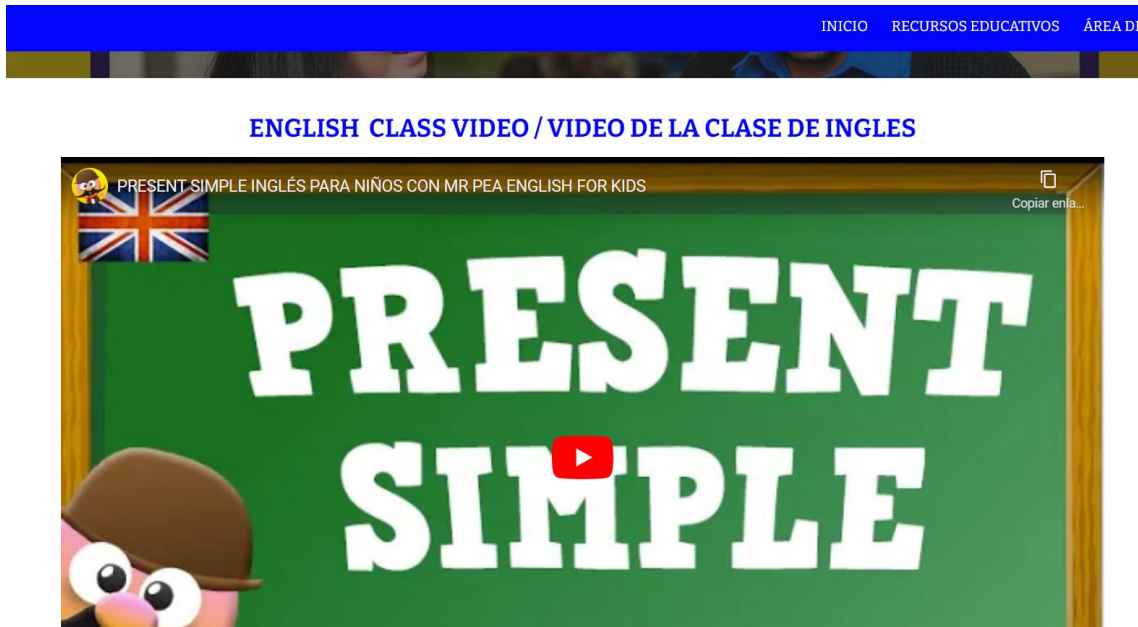 INICIO RECURSOS EDUCATIVOS ÁREA DE
ENGLISH CLASS VIDEO / VIDEO DE LA CLASE DE INGLES
PRESENT SIMPLE INGLÉS PARA NIÑOS CON MR PEA ENGLISH FOR KIDS
Copiar enla...
PRESENT
SIMPLE